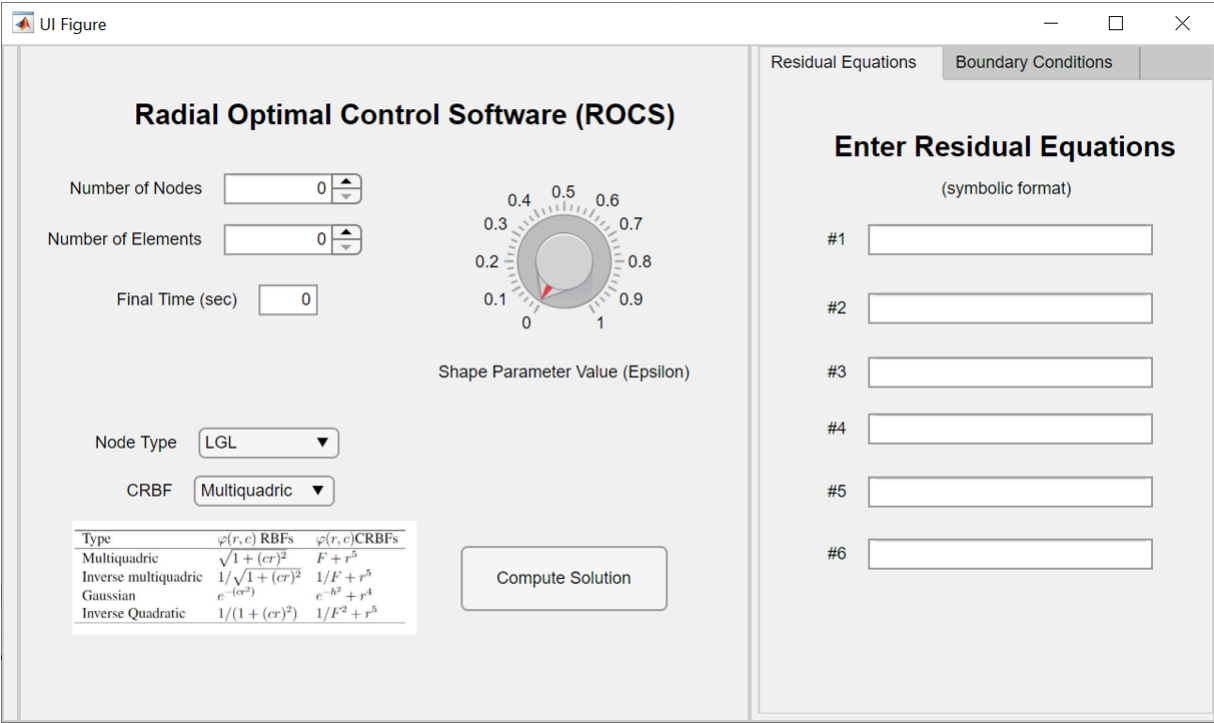 UI Figure
Radial Optimal Control Software (ROCS)
Number of Nodes 0
Number of Elements 0
Final Time (sec) 0
0 0.1 0.2 0.3 0.4 0.5 0.6 0.7 0.8 0.9 1
Shape Parameter Value (Epsilon)
Node Type LGL
CRBF Multiquadric
Type φ(r, c) RBFs φ(r, c)CRBFs
Multiquadric √1 + (cr)² F + r⁵
Inverse multiquadric 1/√1 + (cr)² 1/F + r⁵
Gaussian e^−(cr²) e^−h² + r⁴
Inverse Quadratic 1/(1 + (cr)²) 1/F² + r⁵
Compute Solution
Residual Equations Boundary Conditions
Enter Residual Equations
(symbolic format)
#1
#2
#3
#4
#5
#6